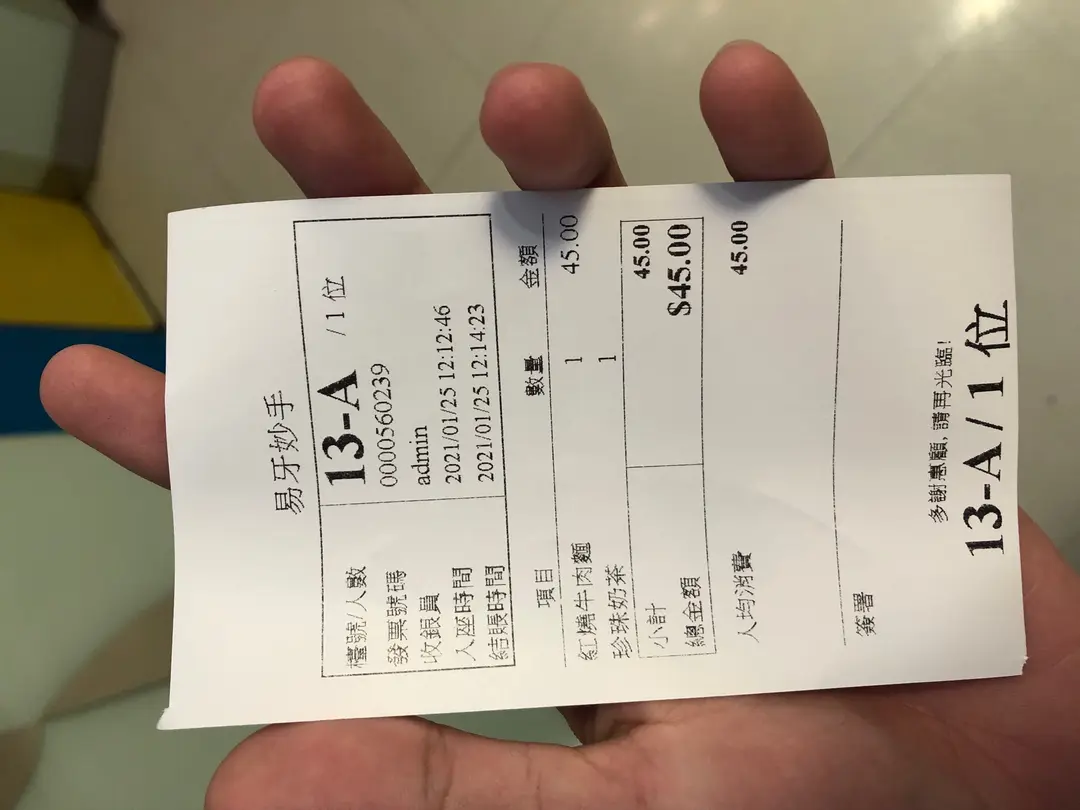 易牙妙手
檯號/人數 13-A / 1 位
發票號碼 0000560239
收銀員 admin
入座時間 2021/01/25 12:12:46
結賬時間 2021/01/25 12:14:23
項目 數量 金額
紅燒牛肉麵 1 45.00
珍珠奶茶 1
小計 45.00
總金額 $45.00
人均消費 45.00
簽署
多謝惠顧, 請再光臨!
13-A / 1 位